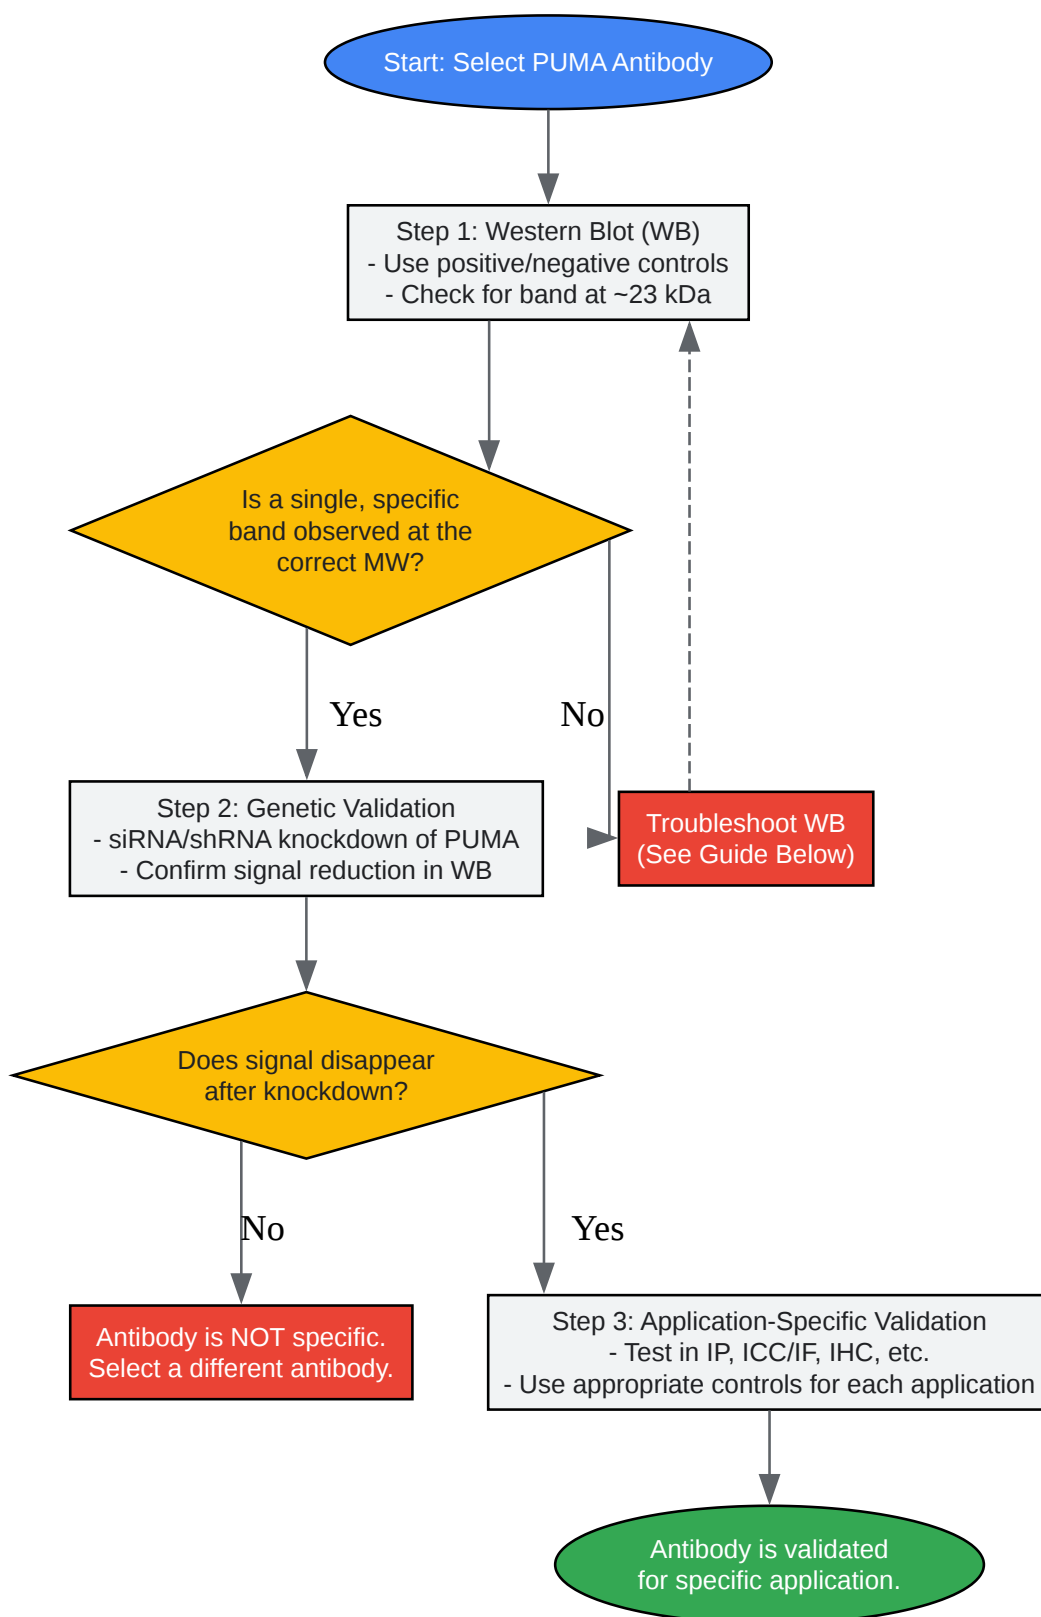 Start: Select PUMA Antibody
Step 1: Western Blot (WB)
- Use positive/negative controls
- Check for band at ~23 kDa
Is a single, specific
band observed at the
correct MW?
Yes
No
Step 2: Genetic Validation
- siRNA/shRNA knockdown of PUMA
- Confirm signal reduction in WB
Troubleshoot WB
(See Guide Below)
Does signal disappear
after knockdown?
No
Yes
Antibody is NOT specific.
Select a different antibody.
Step 3: Application-Specific Validation
- Test in IP, ICC/IF, IHC, etc.
- Use appropriate controls for each application
Antibody is validated
for specific application.